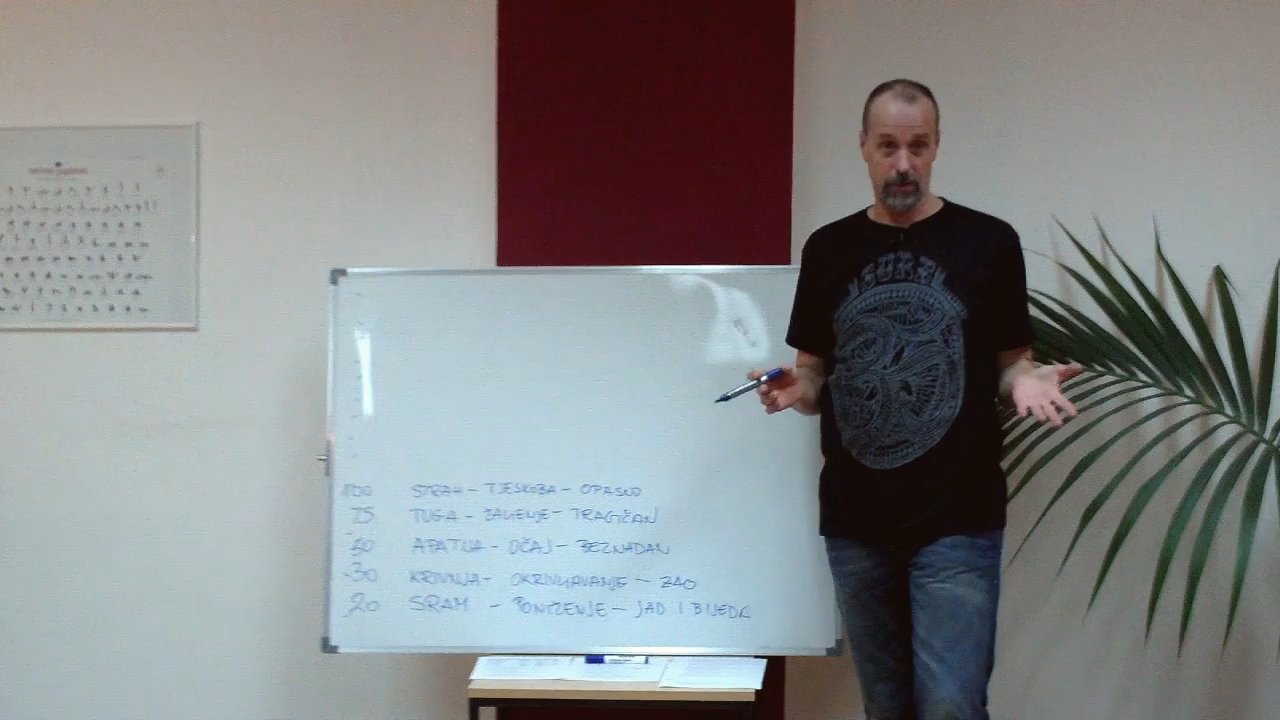 100 STRAH - TJESKOBA - OPASNO
75 TUGA - ŽALJENJE - TRAGIČAN
50 APATIJA - OČAJ - BEZNADAN
30 KRIVNJA - OKRIVLJAVANJE - ZAO
20 SRAM - PONIŽENJE - JAD I BIJEDA